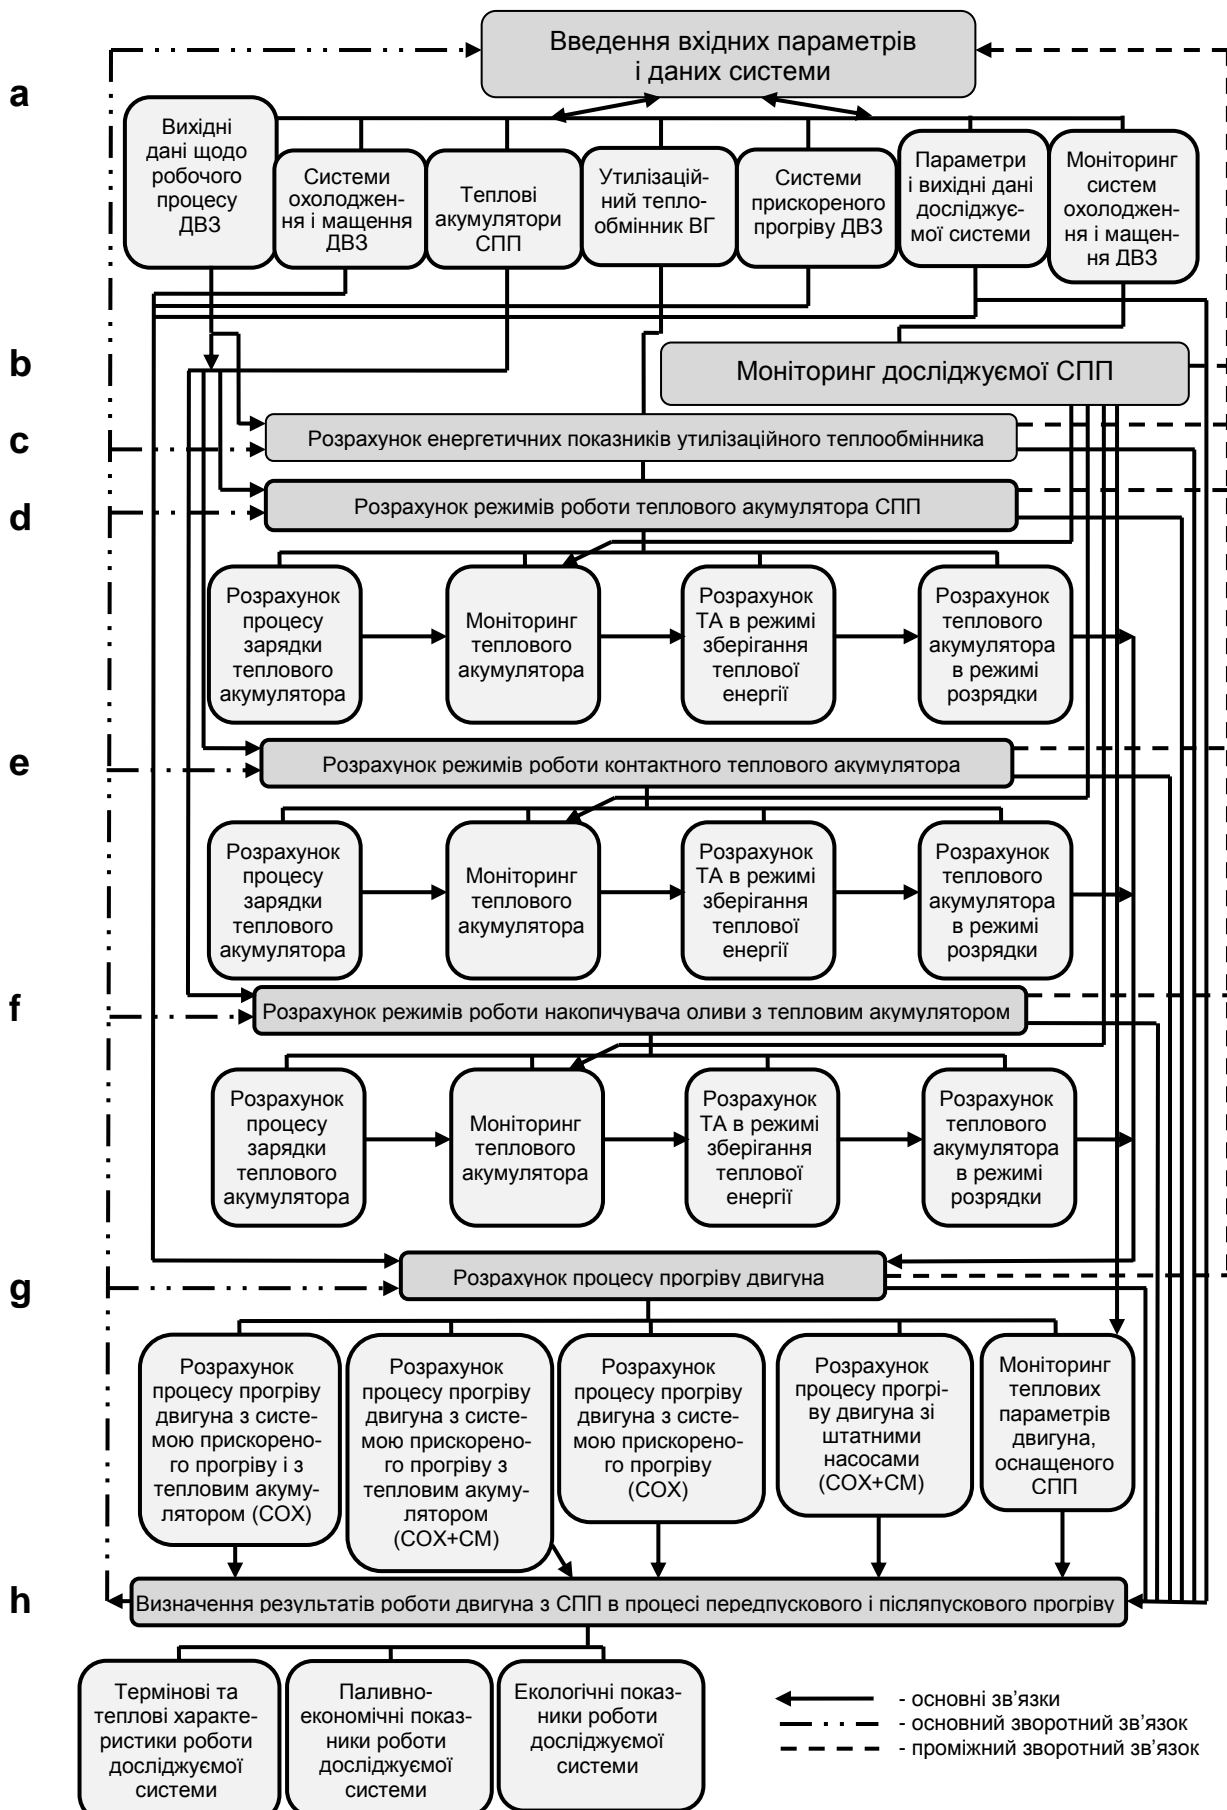 Введення вхідних параметрів
і даних системи
a
Вихідні
дані щодо
робочого
процесу
ДВЗ
Системи
охолоджен-
ня і мащення
ДВЗ
Теплові
акумулятори
СПП
Утилізацій-
ний тепло-
обмінник ВГ
Системи
прискореного
прогріву ДВЗ
Параметри
і вихідні дані
досліджує-
мої системи
Моніторинг
систем
охолоджен-
ня і мащен-
ня ДВЗ
b
Моніторинг досліджуємої СПП
c
Розрахунок енергетичних показників утилізаційного теплообмінника
d
Розрахунок режимів роботи теплового акумулятора СПП
Розрахунок
процесу
зарядки
теплового
акумулятора
Моніторинг
теплового
акумулятора
Розрахунок
ТА в режимі
зберігання
теплової
енергії
Розрахунок
теплового
акумулятора
в режимі
розрядки
e
Розрахунок режимів роботи контактного теплового акумулятора
Розрахунок
процесу
зарядки
теплового
акумулятора
Моніторинг
теплового
акумулятора
Розрахунок
ТА в режимі
зберігання
теплової
енергії
Розрахунок
теплового
акумулятора
в режимі
розрядки
f
Розрахунок режимів роботи накопичувача оливи з тепловим акумулятором
Розрахунок
процесу
зарядки
теплового
акумулятора
Моніторинг
теплового
акумулятора
Розрахунок
ТА в режимі
зберігання
теплової
енергії
Розрахунок
теплового
акумулятора
в режимі
розрядки
g
Розрахунок процесу прогріву двигуна
Розрахунок
процесу прогріву
двигуна з систе-
мою прискорено-
го прогріву і з
тепловим акуму-
лятором (СОХ)
Розрахунок
процесу прогріву
двигуна з систе-
мою прискорено-
го прогріву з
тепловим акуму-
лятором
(СОХ+СМ)
Розрахунок
процесу прогріву
двигуна з систе-
мою прискорено-
го прогріву
(СОХ)
Розрахунок
процесу прогрі-
ву двигуна зі
штатними
насосами
(СОХ+СМ)
Моніторинг
теплових
параметрів
двигуна,
оснащеного
СПП
h
Визначення результатів роботи двигуна з СПП в процесі передпускового і післяпускового прогріву
Термінові та
теплові характе-
ристики роботи
досліджуємої
системи
Паливно-
економічні показ-
ники роботи
досліджуємої
системи
Екологічні показ-
ники роботи
досліджуємої
системи
- основні зв'язки
- основний зворотний зв'язок
- проміжний зворотний зв'язок